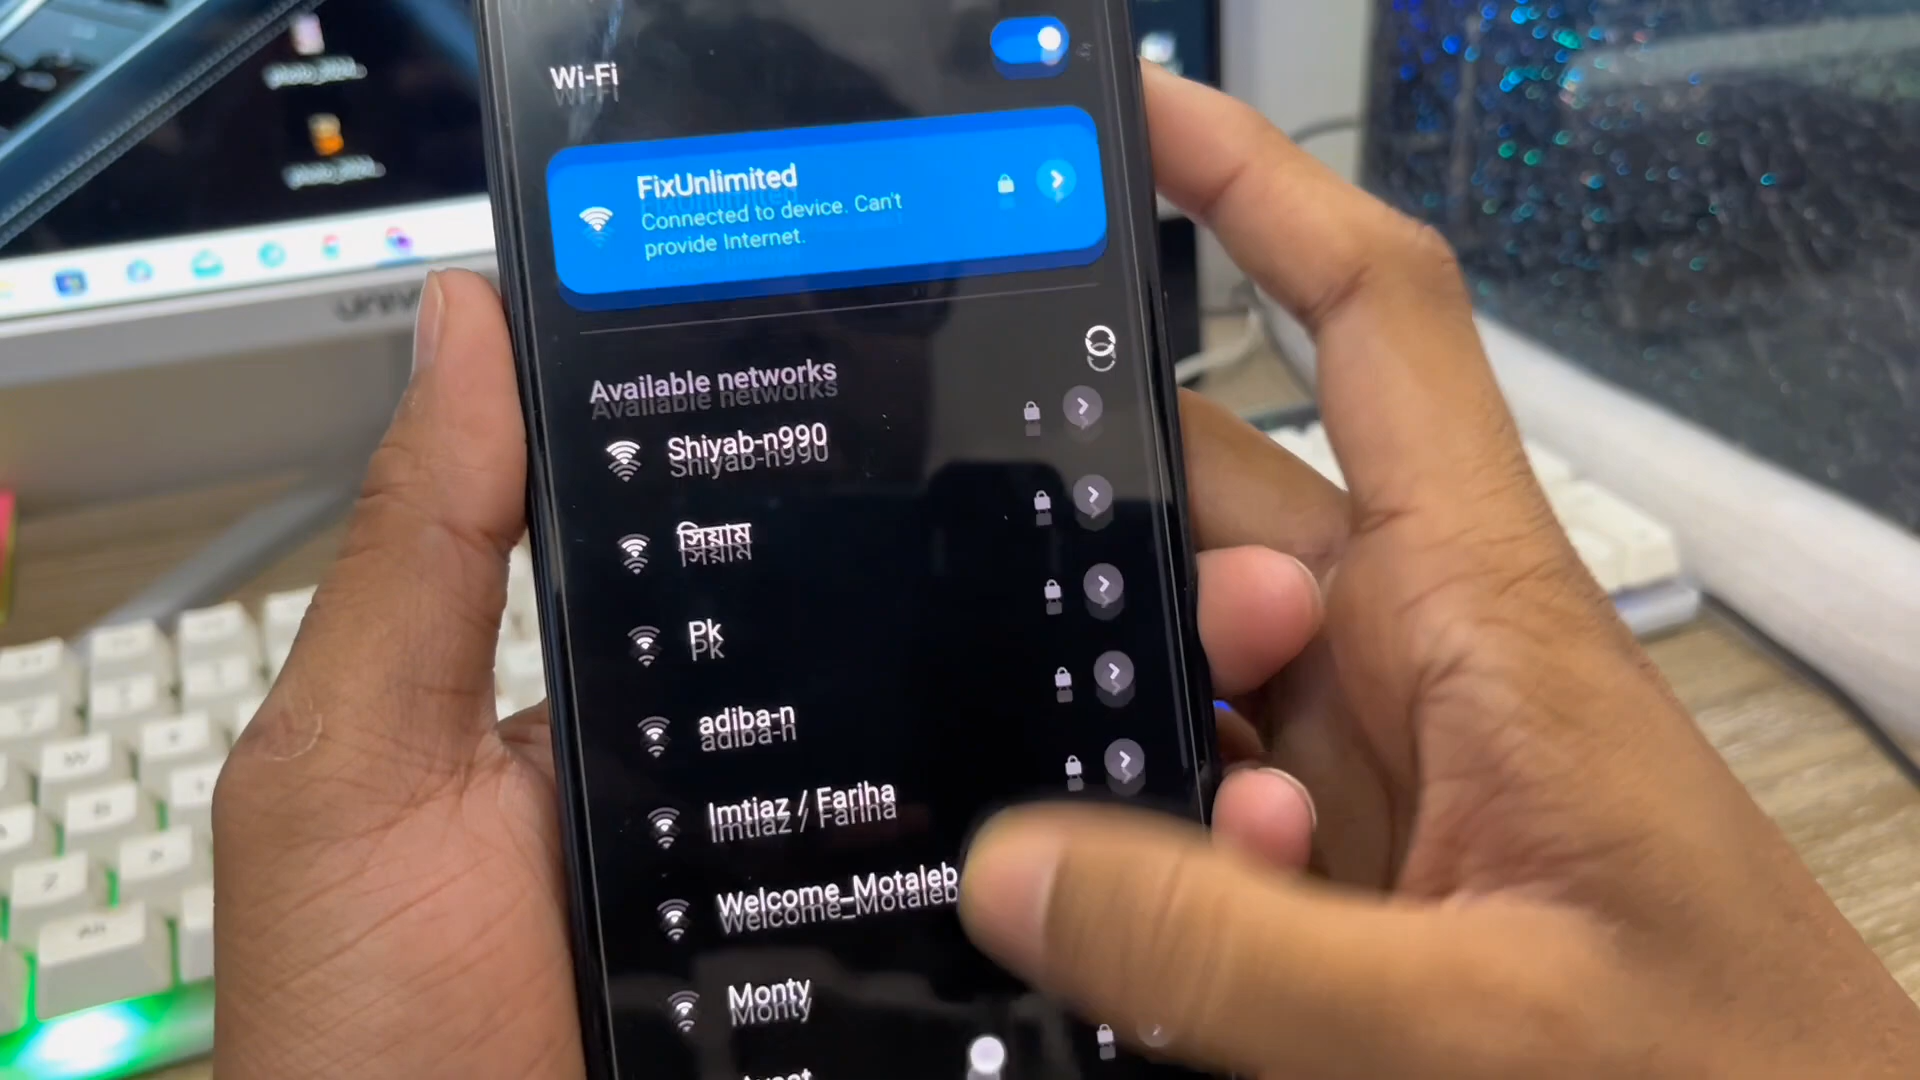 Wi-Fi
FixUnlimited
Connected to device. Can't
provide Internet.
Available networks
Shiyab-n990
সিয়াম
Pk
adiba-n
Imtiaz / Fariha
Welcome_Motaleb
Monty